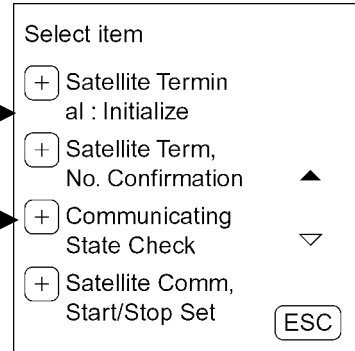 Select item
+ Satellite Termin
al : Initialize
+ Satellite Term,
No. Confirmation
+ Communicating
State Check
+ Satellite Comm,
Start/Stop Set
ESC